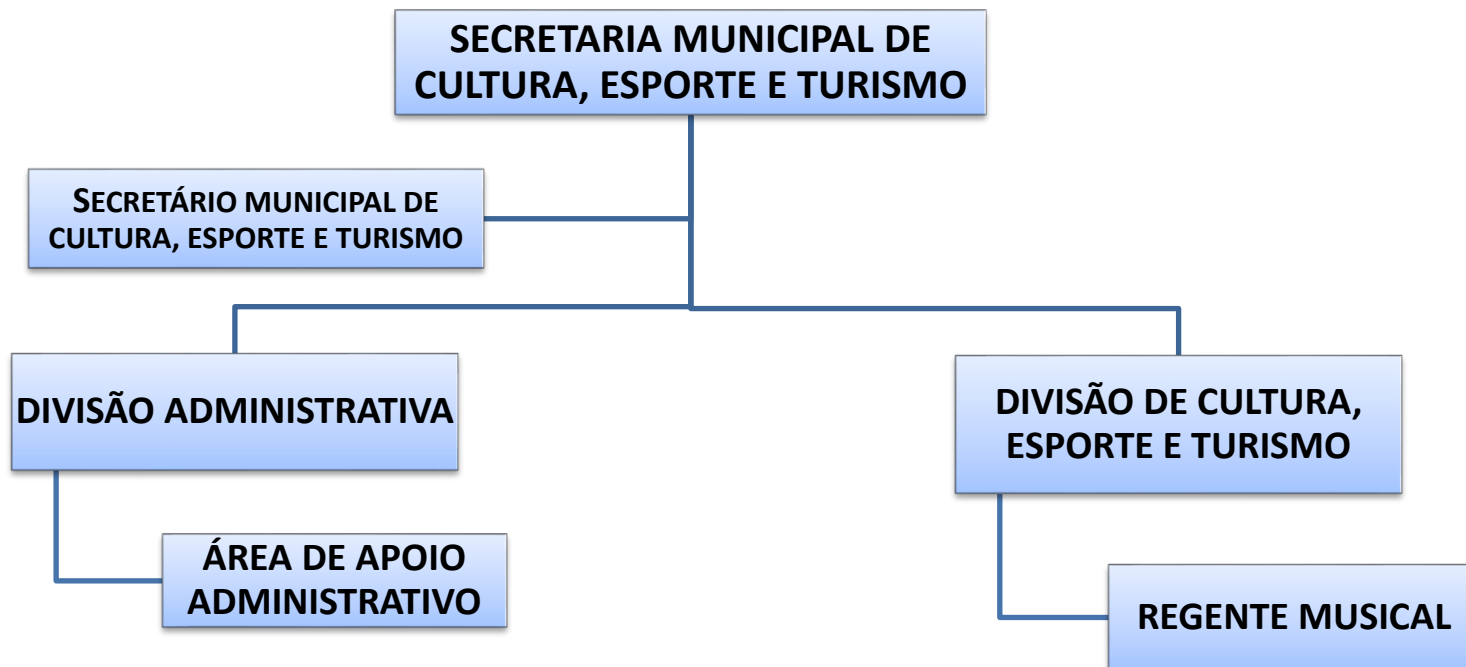 SECRETARIA MUNICIPAL DE
CULTURA, ESPORTE E TURISMO
SECRETÁRIO MUNICIPAL DE
CULTURA, ESPORTE E TURISMO
DIVISÃO ADMINISTRATIVA
DIVISÃO DE CULTURA,
ESPORTE E TURISMO
ÁREA DE APOIO
ADMINISTRATIVO
REGENTE MUSICAL